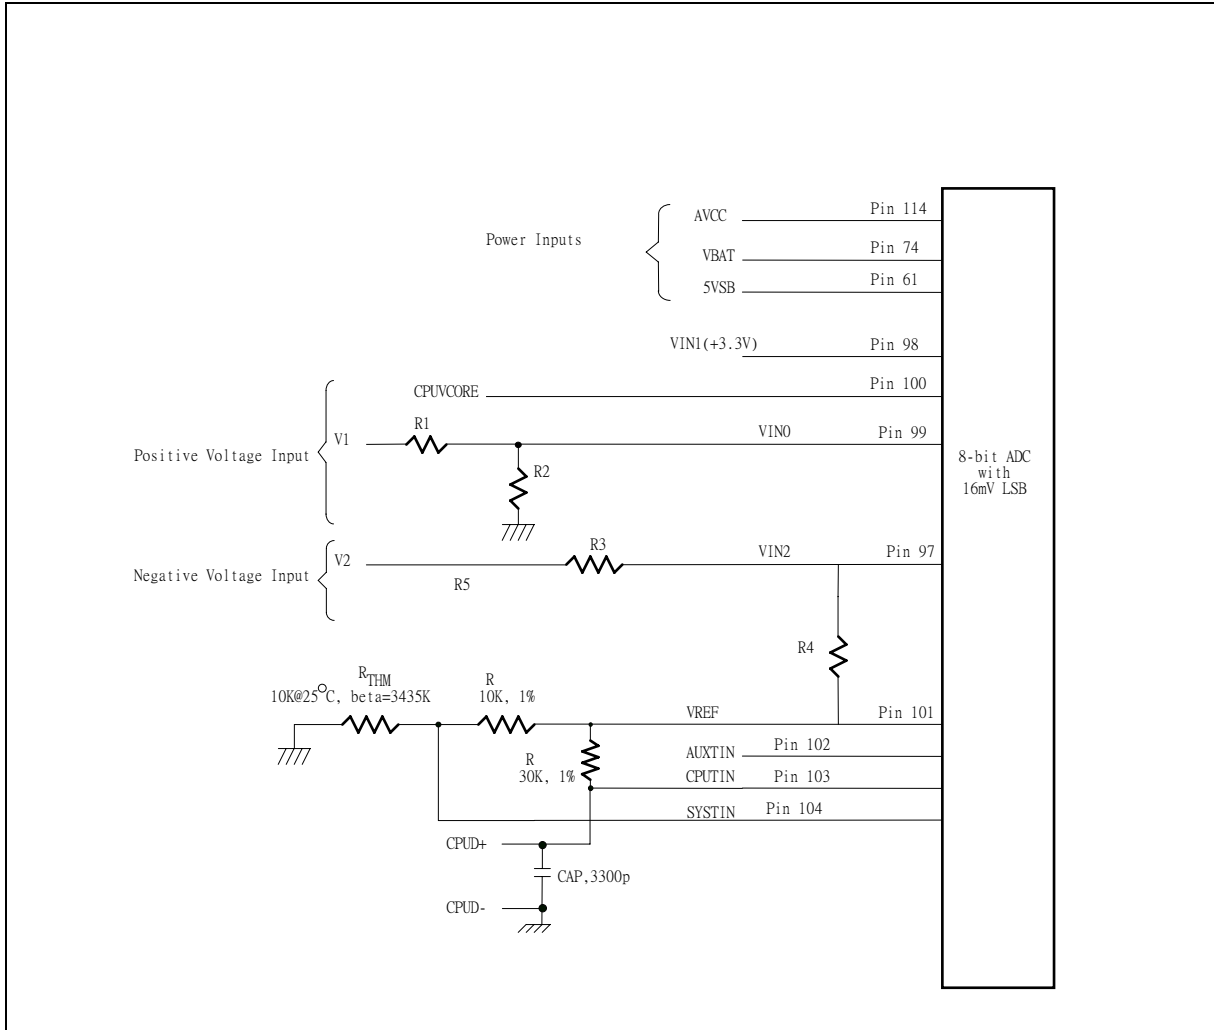 AVCC
Pin 114
Power Inputs
VBAT
Pin 74
5VSB
Pin 61
VIN1(+3.3V)
Pin 98
CPUVCORE
Pin 100
V1
R1
VIN0
Pin 99
Positive Voltage Input
R2
8-bit ADC
with
16mV LSB
V2
R3
VIN2
Pin 97
Negative Voltage Input
R5
R4
RTHM
10K@25°C, beta=3435K
R
10K, 1%
VREF
Pin 101
R
30K, 1%
AUXTIN
Pin 102
CPUTIN
Pin 103
SYSTIN
Pin 104
CPUD+
CAP,3300p
CPUD-